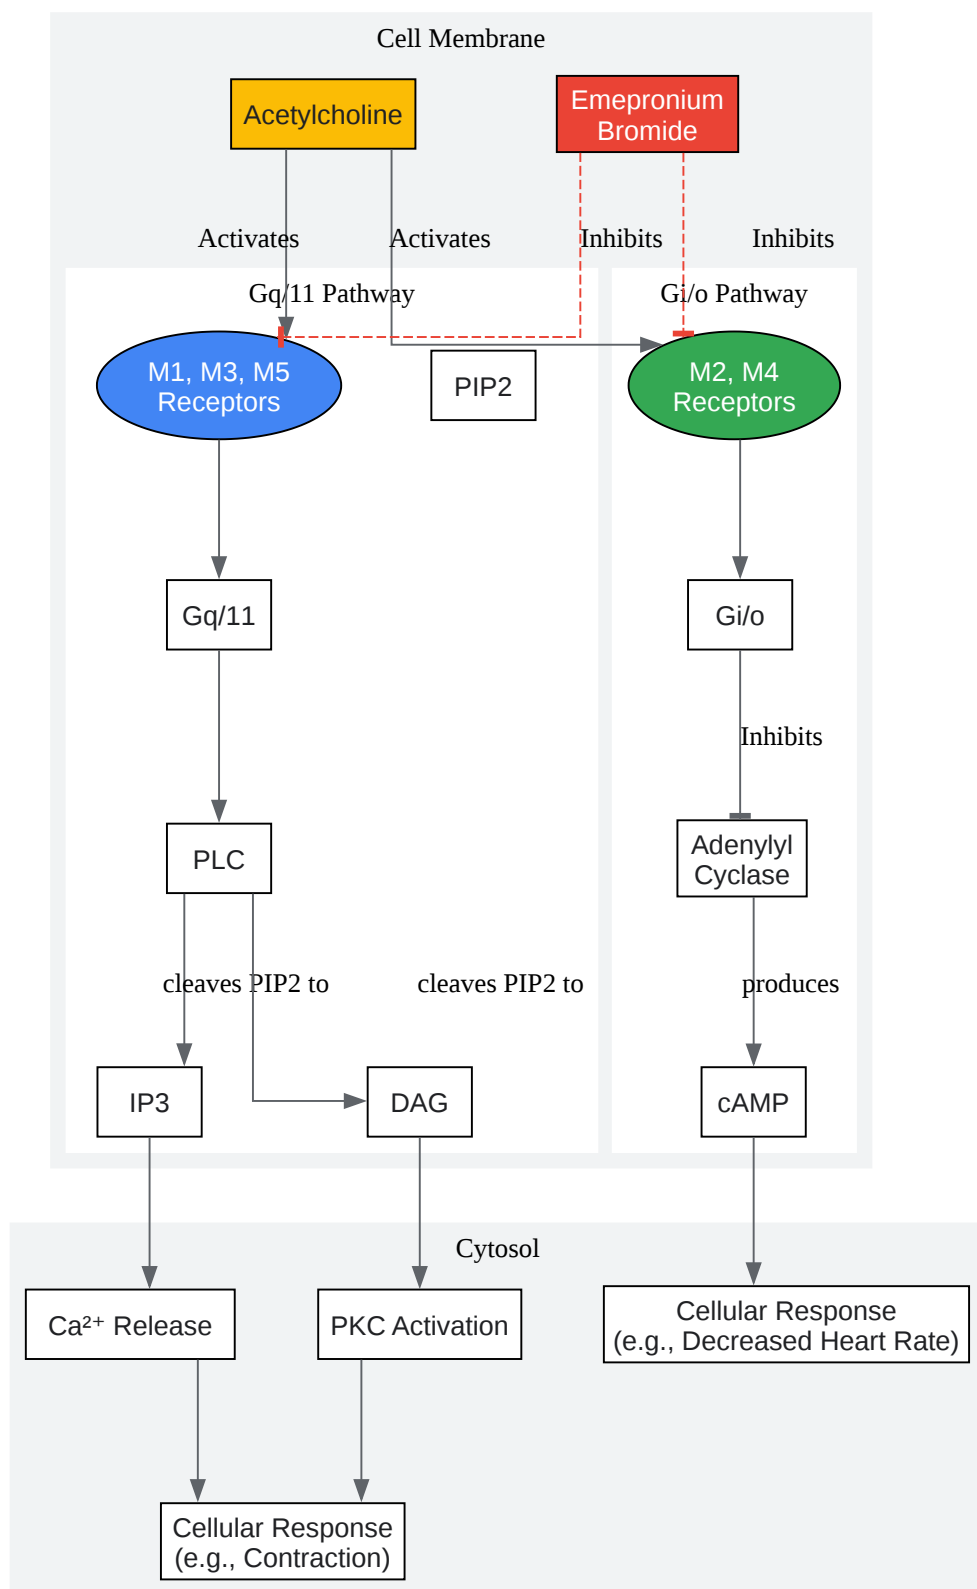 Cell Membrane
Acetylcholine
Emepronium
Bromide
Activates
Activates
Inhibits
Inhibits
Gq/11 Pathway
Gi/o Pathway
M1, M3, M5
Receptors
PIP2
M2, M4
Receptors
Gq/11
Gi/o
Inhibits
PLC
Adenylyl
Cyclase
cleaves PIP2 to
cleaves PIP2 to
produces
IP3
DAG
cAMP
Cytosol
Ca²⁺ Release
PKC Activation
Cellular Response
(e.g., Decreased Heart Rate)
Cellular Response
(e.g., Contraction)